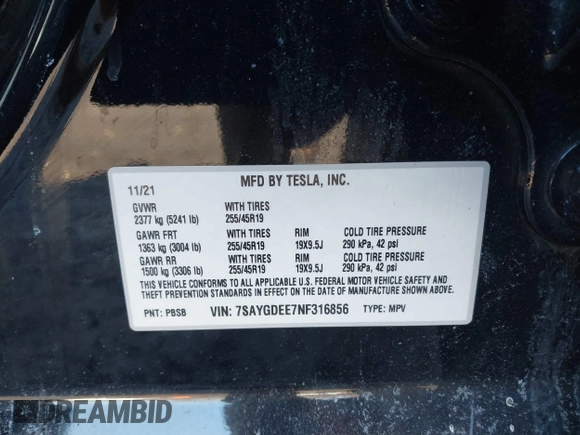 11/21 MFD BY TESLA, INC.
GVWR WITH TIRES
2377 kg (5241 lb) 255/45R19
GAWR FRT WITH TIRES RIM COLD TIRE PRESSURE
1363 kg (3004 lb) 255/45R19 19X9.5J 290 kPa, 42 psi
GAWR RR WITH TIRES RIM COLD TIRE PRESSURE
1500 kg (3306 lb) 255/45R19 19X9.5J 290 kPa, 42 psi
THIS VEHICLE CONFORMS TO ALL APPLICABLE U.S. FEDERAL MOTOR VEHICLE SAFETY AND
THEFT PREVENTION STANDARDS IN EFFECT ON THE DATE OF MANUFACTURE SHOWN ABOVE.
PNT: PBSB VIN: 7SAYGDEE7NF316856 TYPE: MPV
DREAMBID